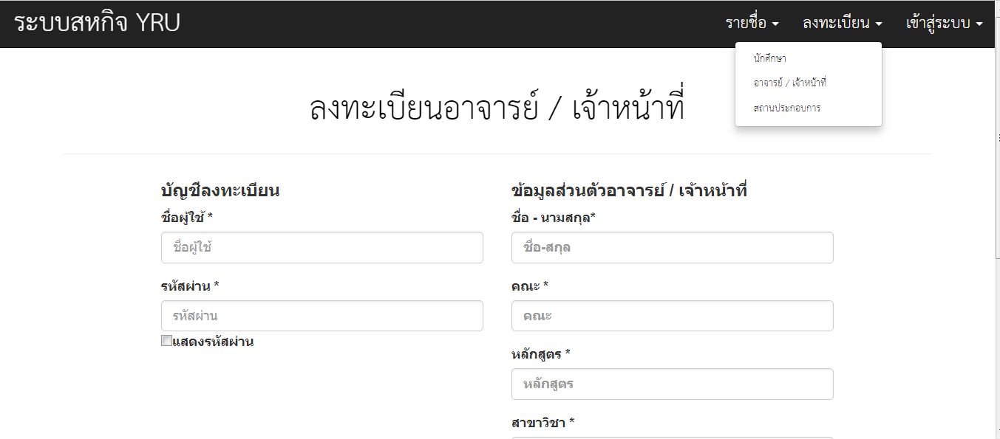 ระบบสหกิจ YRU
รายชื่อ
ลงทะเบียน
เข้าสู่ระบบ
นักศึกษา
อาจารย์ / เจ้าหน้าที่
สถานประกอบการ
ลงทะเบียนอาจารย์ / เจ้าหน้าที่
บัญชีลงทะเบียน
ชื่อผู้ใช้ *
ชื่อผู้ใช้
รหัสผ่าน *
รหัสผ่าน
แสดงรหัสผ่าน
ข้อมูลส่วนตัวอาจารย์ / เจ้าหน้าที่
ชื่อ - นามสกุล*
ชื่อ-สกุล
คณะ *
คณะ
หลักสูตร *
หลักสูตร
สาขาวิชา *